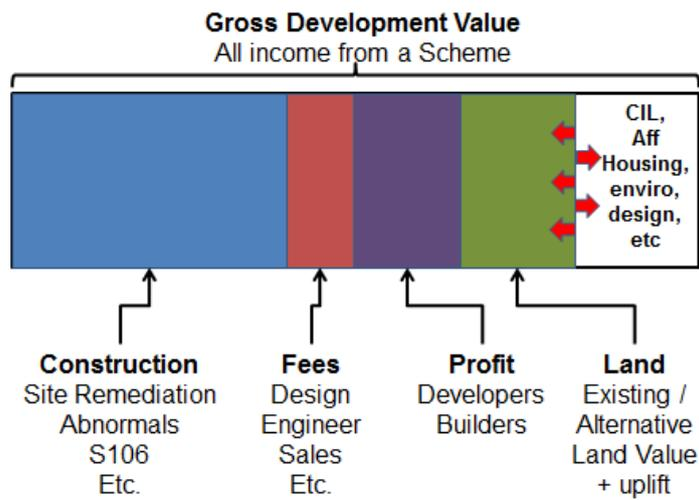 Gross Development Value
All income from a Scheme
CIL,
Aff
Housing,
enviro,
design,
etc
Construction
Site Remediation
Abnormals
S106
Etc.
Fees
Design
Engineer
Sales
Etc.
Profit
Developers
Builders
Land
Existing /
Alternative
Land Value
+ uplift